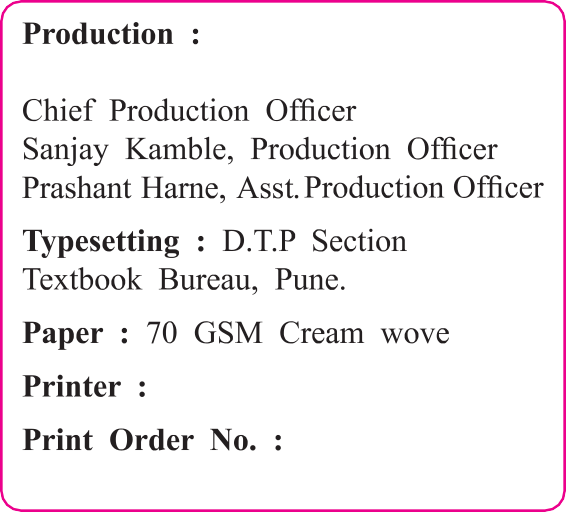 Production :
Chief Production Officer
Sanjay Kamble, Production Officer
Prashant Harne, Asst. Production Officer
Typesetting : D.T.P Section
Textbook Bureau, Pune.
Paper : 70 GSM Cream wove
Printer :
Print Order No. :